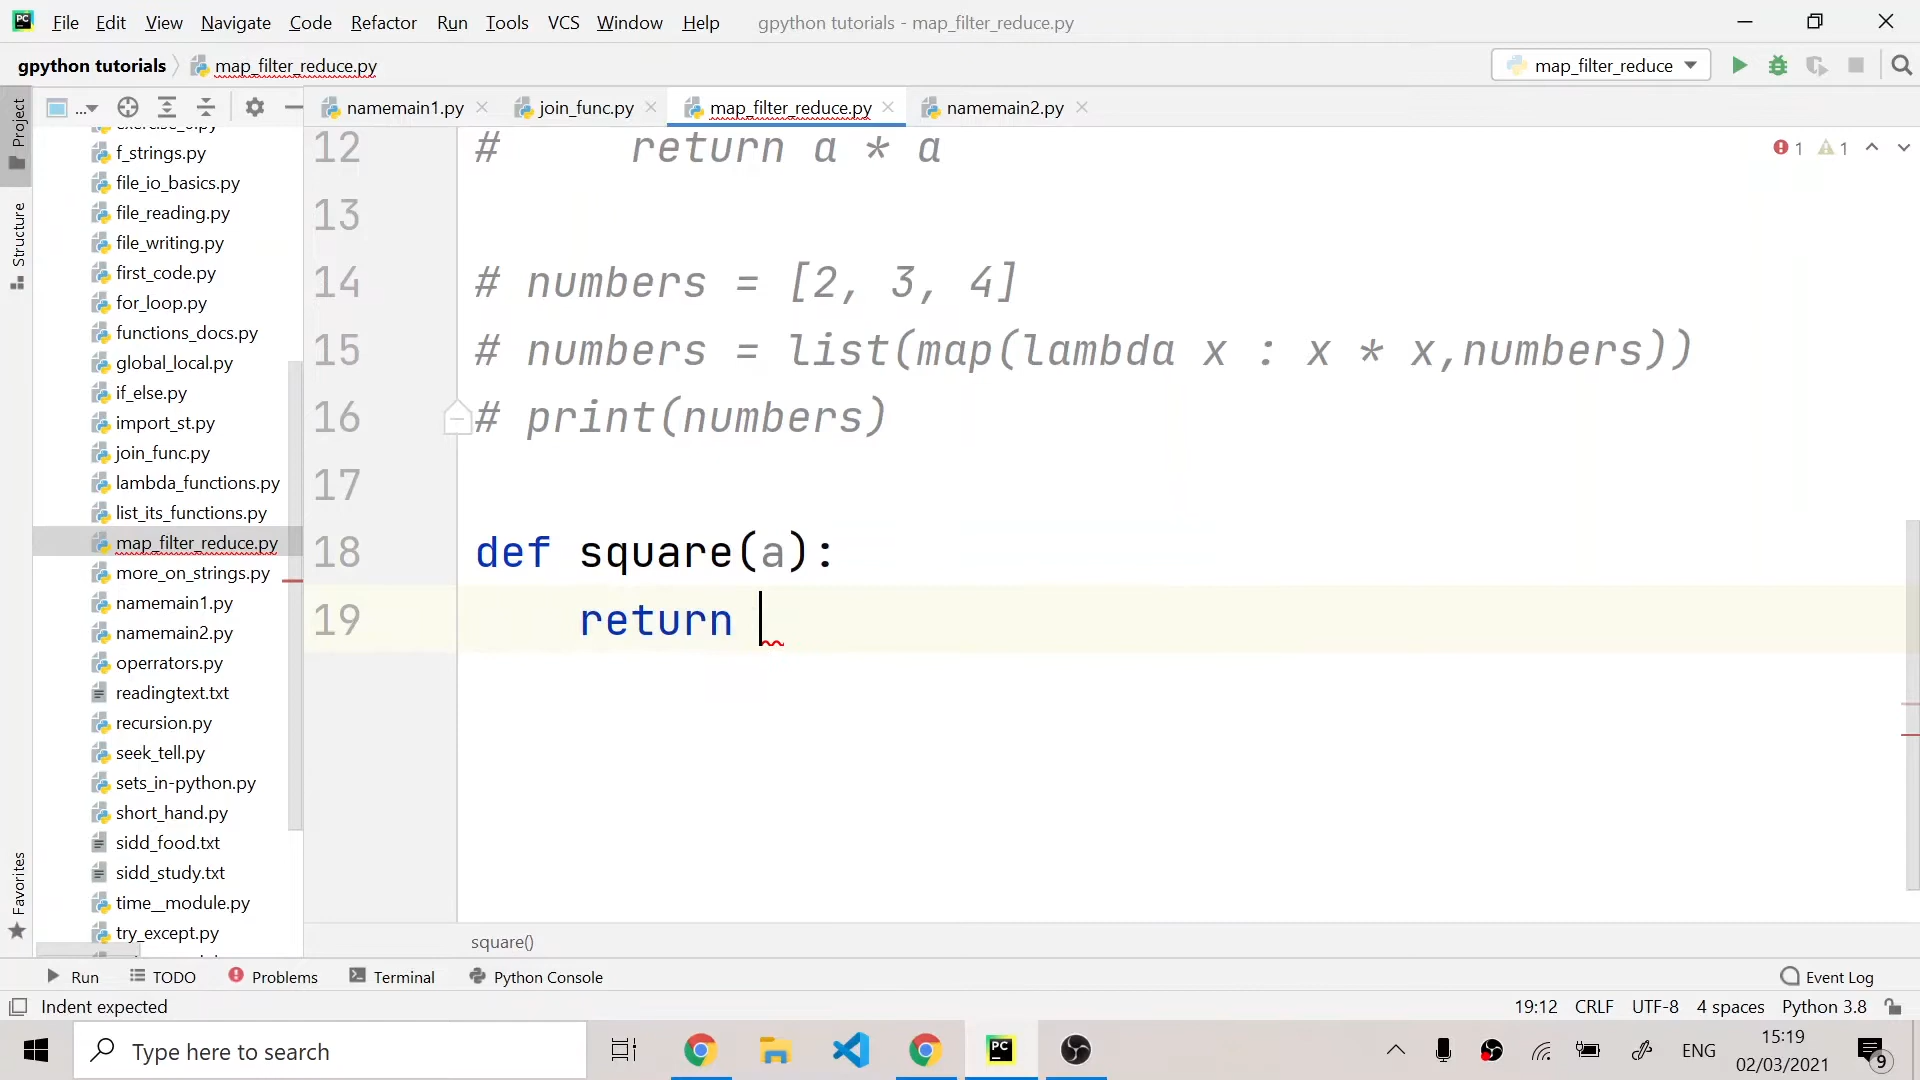 PC File Edit View Navigate Code Refactor Run Tools VCS Window Help gpython tutorials - map_filter_reduce.py
gpython tutorials map_filter_reduce.py map_filter_reduce
Project
Structure
Favorites
... namemain1.py join_func.py map_filter_reduce.py namemain2.py
f_strings.py
file_io_basics.py
file_reading.py
file_writing.py
first_code.py
for_loop.py
functions_docs.py
global_local.py
if_else.py
import_st.py
join_func.py
lambda_functions.py
list_its_functions.py
map_filter_reduce.py
more_on_strings.py
namemain1.py
namemain2.py
operrators.py
readingtext.txt
recursion.py
seek_tell.py
sets_in-python.py
short_hand.py
sidd_food.txt
sidd_study.txt
time__module.py
try_except.py
12 # return a * a
1 1
13
14 # numbers = [2, 3, 4]
15 # numbers = list(map(lambda x : x * x,numbers))
16 # print(numbers)
17
18 def square(a):
19 return
square()
Run TODO Problems Terminal Python Console Event Log
Indent expected 19:12 CRLF UTF-8 4 spaces Python 3.8
Type here to search PC ENG 15:19
02/03/2021 9